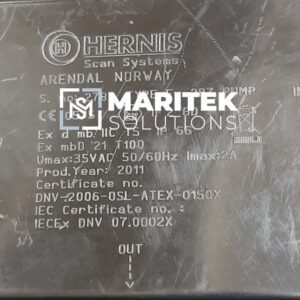 HERNIS
Scan Systems
ARENDAL NORWAY
MARITEK
SOLUTIONS
Ex d mb IIC T5 IP 66
Ex mbD 21 T100
Umax:35VAC 50/60Hz Imax:2A
Prod.Year: 2011
Certificate no.
DNV-2006-OSL-ATEX-0150X
IEC Certificate no.:
IECEx DNV 07.0002X
OUT